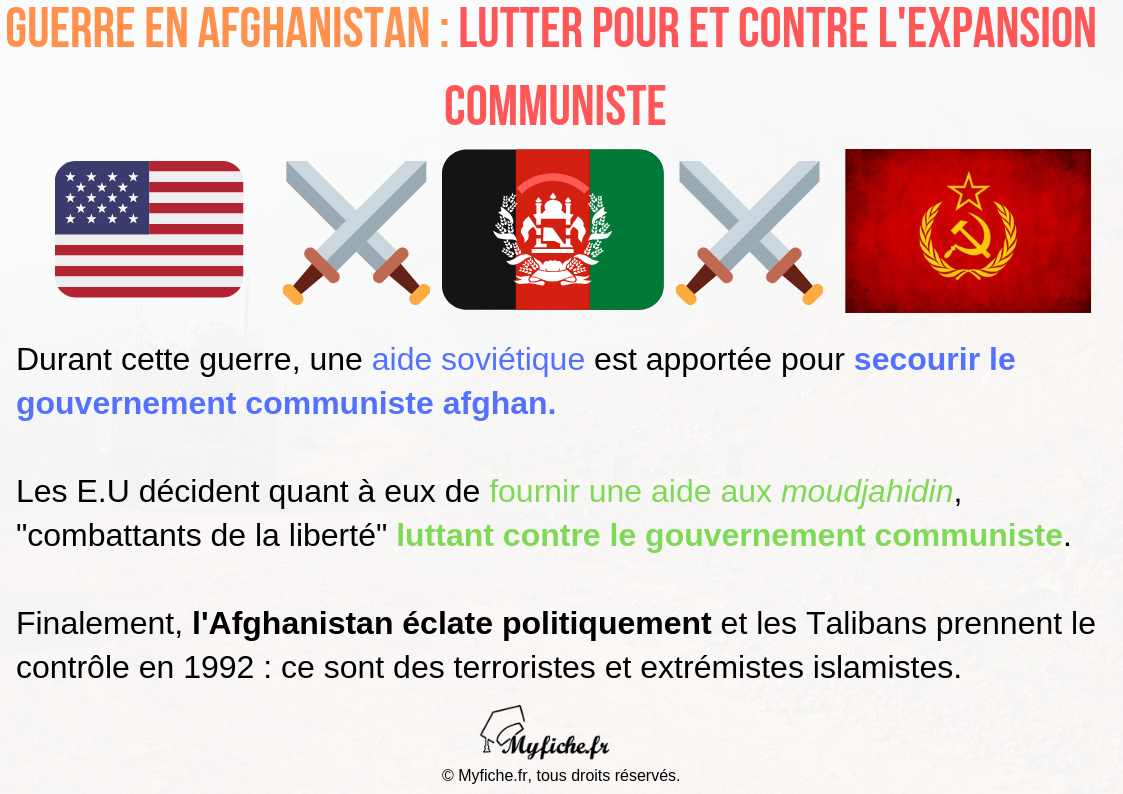 GUERRE EN AFGHANISTAN : LUTTER POUR ET CONTRE L'EXPANSION
COMMUNISTE
Durant cette guerre, une aide soviétique est apportée pour secourir le
gouvernement communiste afghan.
Les E.U décident quant à eux de fournir une aide aux moudjahidin,
"combattants de la liberté" luttant contre le gouvernement communiste.
Finalement, l'Afghanistan éclate politiquement et les Talibans prennent le
contrôle en 1992 : ce sont des terroristes et extrémistes islamistes.
Myfiche.fr
© Myfiche.fr, tous droits réservés.